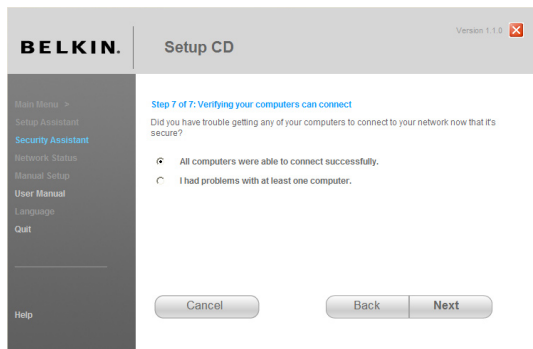 Version 1.1.0
BELKIN.
Setup CD
Main Menu >
Setup Assistant
Security Assistant
Network Status
Manual Setup
User Manual
Language
Quit
Help
Step 7 of 7: Verifying your computers can connect
Did you have trouble getting any of your computers to connect to your network now that it's
secure?
All computers were able to connect successfully.
I had problems with at least one computer.
Cancel
Back
Next